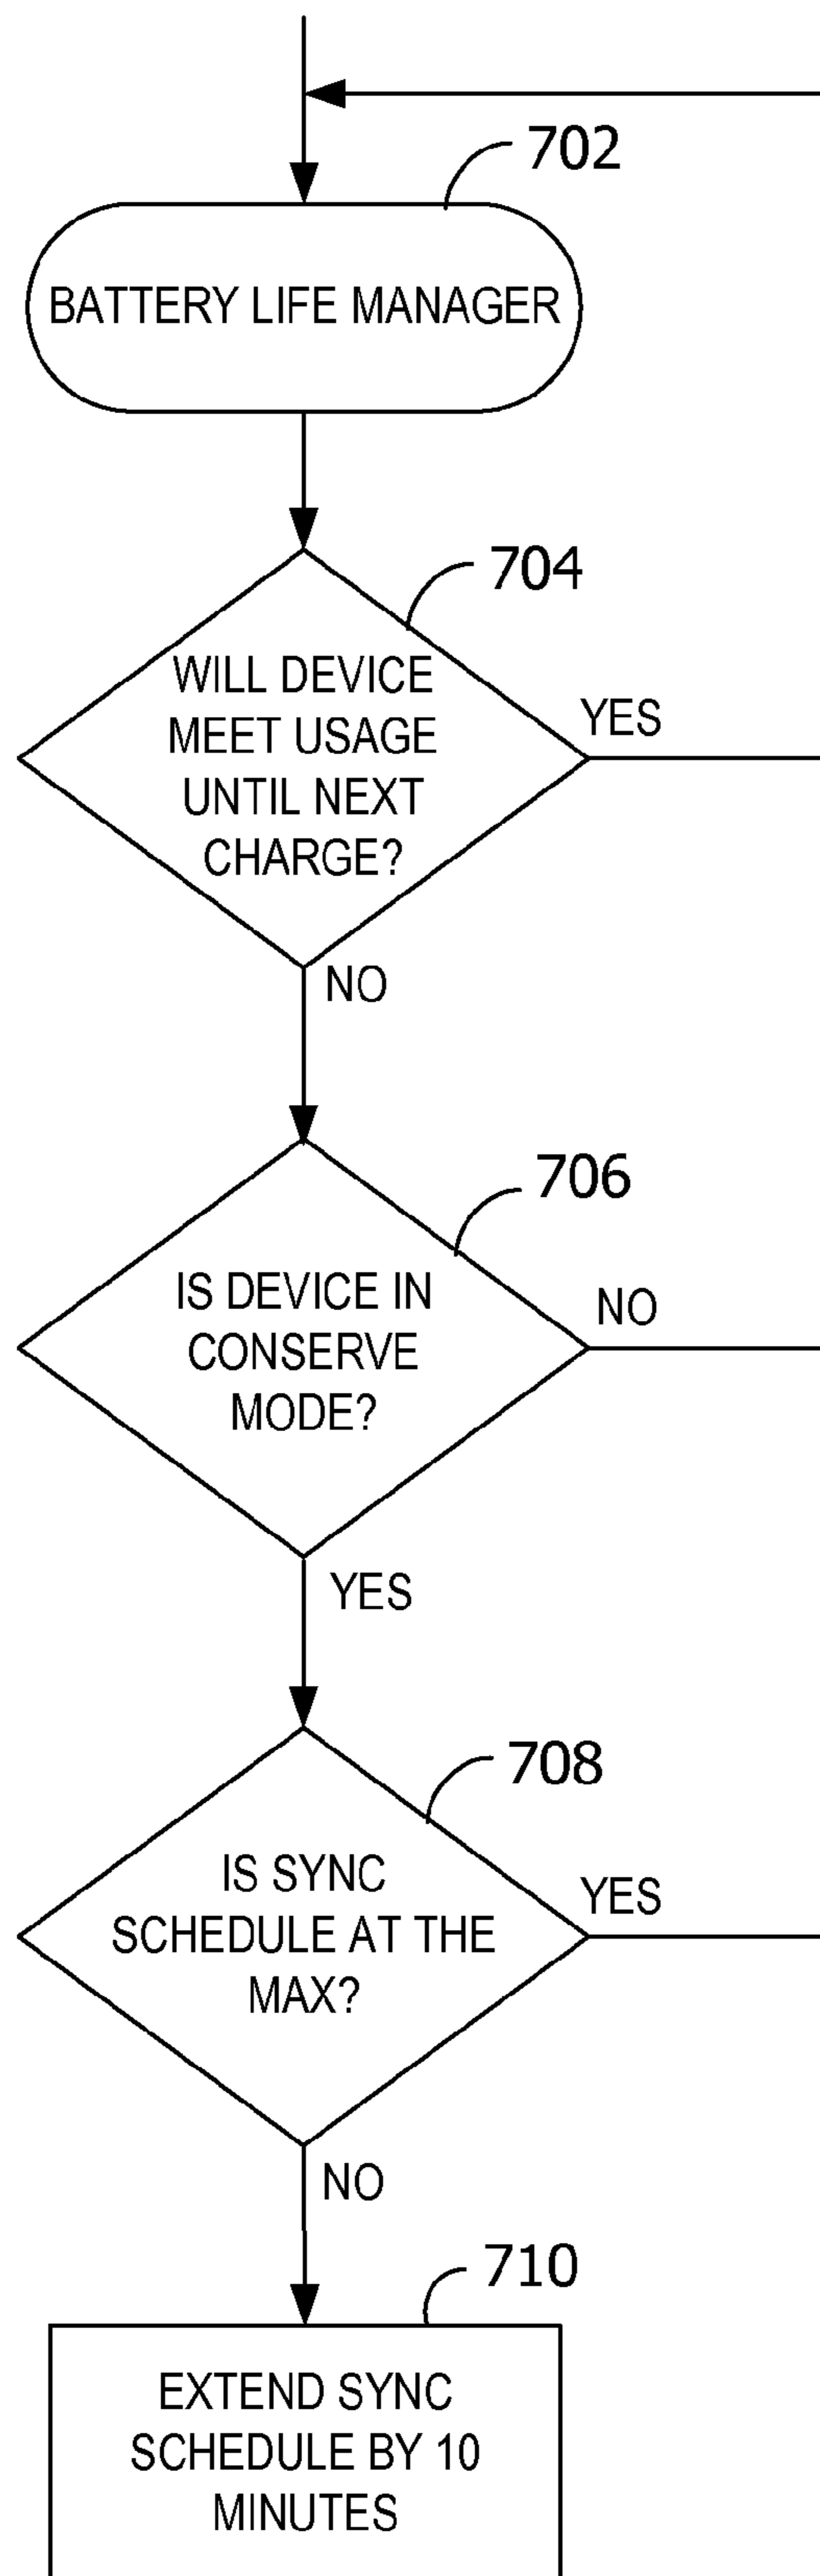 702
BATTERY LIFE MANAGER
704
WILL DEVICE
MEET USAGE
UNTIL NEXT
CHARGE?
YES
NO
706
IS DEVICE IN
CONSERVE
MODE?
NO
YES
708
IS SYNC
SCHEDULE AT THE
MAX?
YES
NO
710
EXTEND SYNC
SCHEDULE BY 10
MINUTES